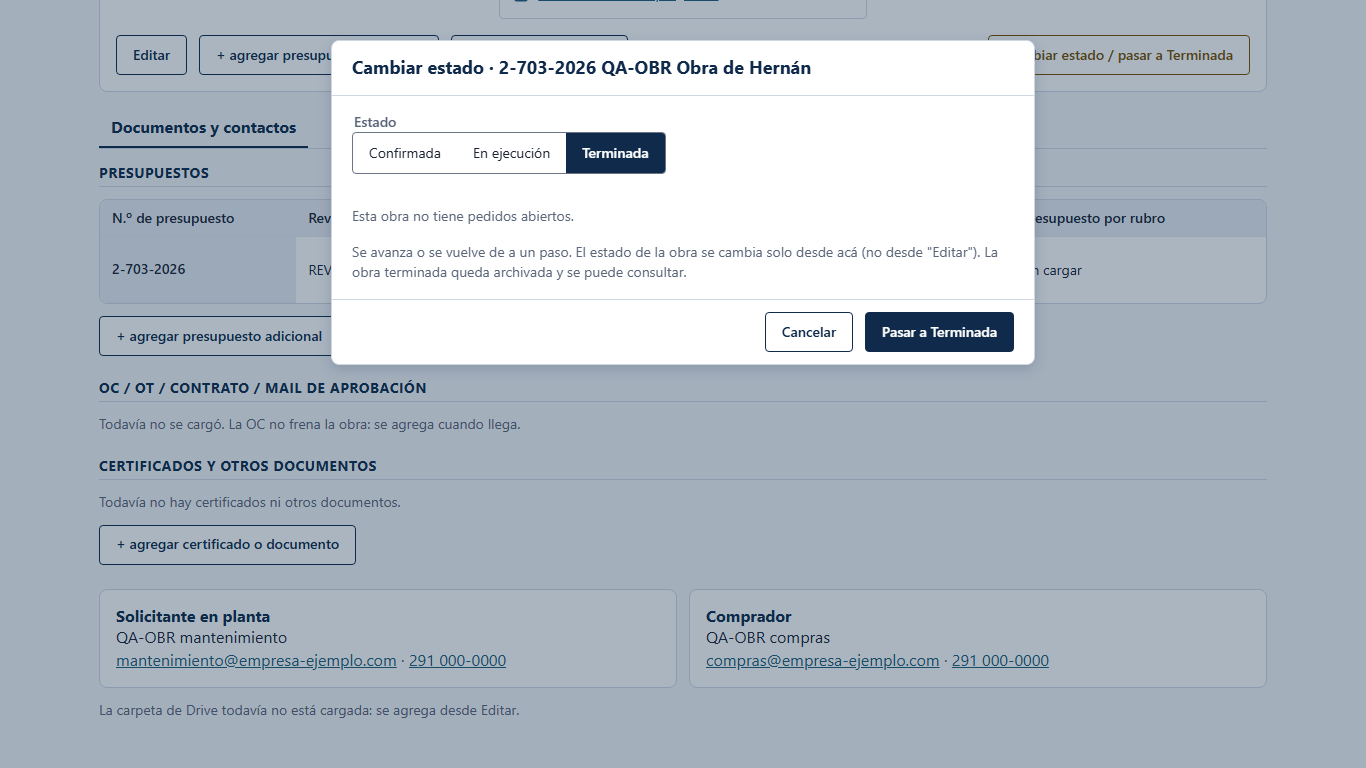 Editar
+ agregar presupu
biar estado / pasar a Terminada
Cambiar estado · 2-703-2026 QA-OBR Obra de Hernán
Estado
Confirmada
En ejecución
Terminada
Esta obra no tiene pedidos abiertos.
Se avanza o se vuelve de a un paso. El estado de la obra se cambia solo desde acá (no desde "Editar"). La
obra terminada queda archivada y se puede consultar.
Cancelar
Pasar a Terminada
Documentos y contactos
PRESUPUESTOS
N.º de presupuesto
Rev
esupuesto por rubro
2-703-2026
REV
n cargar
+ agregar presupuesto adicional
OC / OT / CONTRATO / MAIL DE APROBACIÓN
Todavía no se cargó. La OC no frena la obra: se agrega cuando llega.
CERTIFICADOS Y OTROS DOCUMENTOS
Todavía no hay certificados ni otros documentos.
+ agregar certificado o documento
Solicitante en planta
QA-OBR mantenimiento
mantenimiento@empresa-ejemplo.com · 291 000-0000
Comprador
QA-OBR compras
compras@empresa-ejemplo.com · 291 000-0000
La carpeta de Drive todavía no está cargada: se agrega desde Editar.